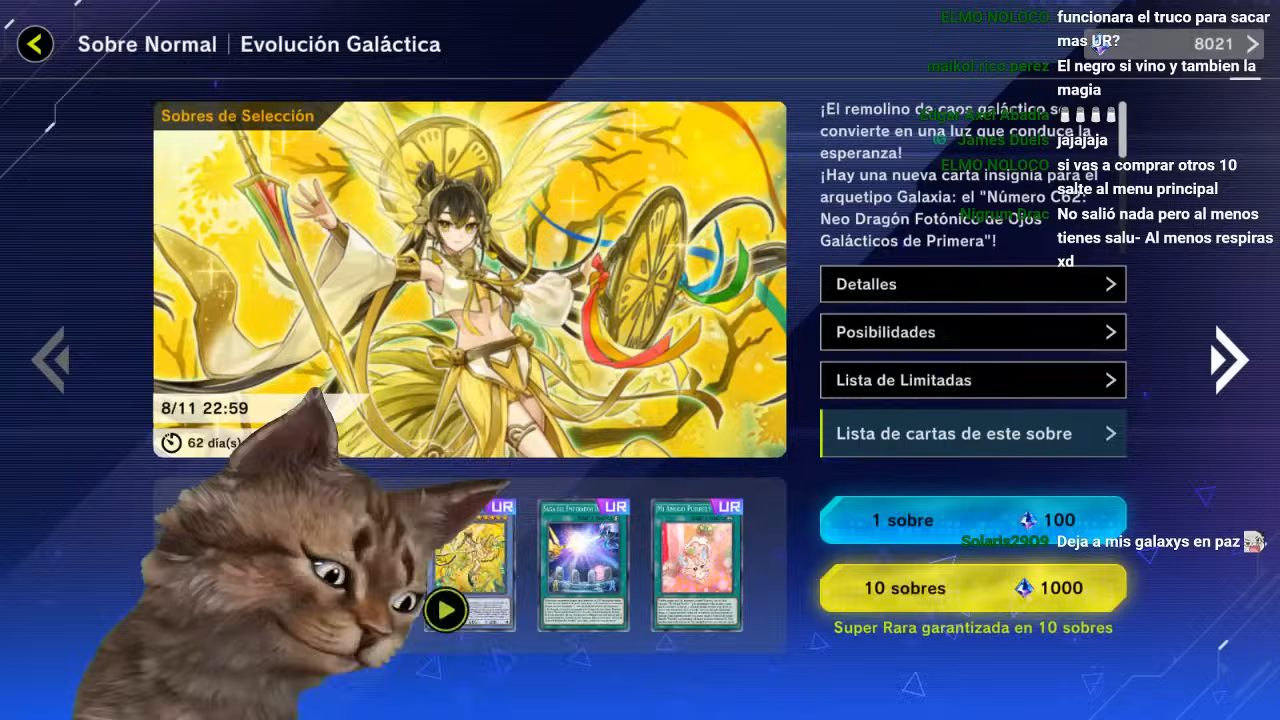 Sobre Normal | Evolución Galáctica
8021
Sobres de Selección
8/11 22:59
62 día(s)
¡El remolino de caos galáctico se
convierte en una luz que conduce la
esperanza!
¡Hay una nueva carta insignia para el
arquetipo Galaxia: el "Número C62:
Neo Dragón Fotónico de Ojos
Galácticos de Primera"!
Detalles
Posibilidades
Lista de Limitadas
Lista de cartas de este sobre
1 sobre 100
10 sobres 1000
Super Rara garantizada en 10 sobres
UR
UR
UR
Mi Amigo Purrely
ELMO NOLOCO funcionara el truco para sacar
mas UR?
maikol rico perez El negro si vino y tambien la
magia
Edgar Axel Abadia
James Duels jajajaja
ELMO NOLOCO si vas a comprar otros 10
salte al menu principal
Nigrum Drac No salió nada pero al menos
tienes salu- Al menos respiras
xd
Solaris2909 Deja a mis galaxys en paz